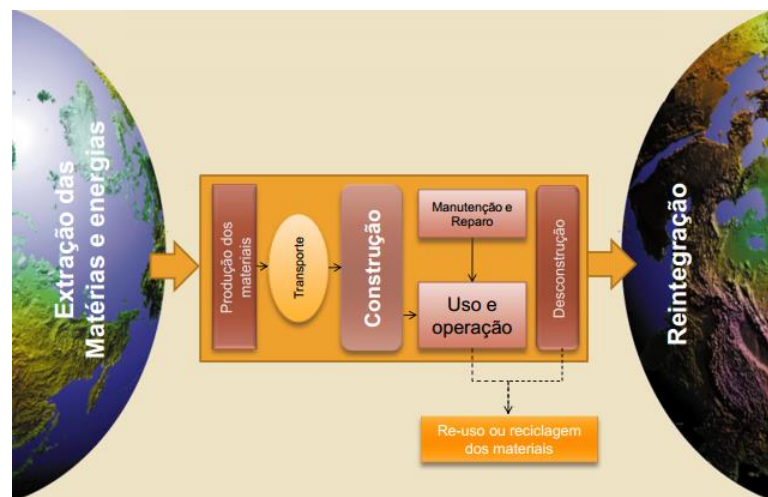 Extração das
Matérias e energias
Produção dos
materiais
Transporte
Construção
Manutenção e
Reparo
Uso e
operação
Desconstrução
Reintegração
Re-uso ou reciclagem
dos materiais